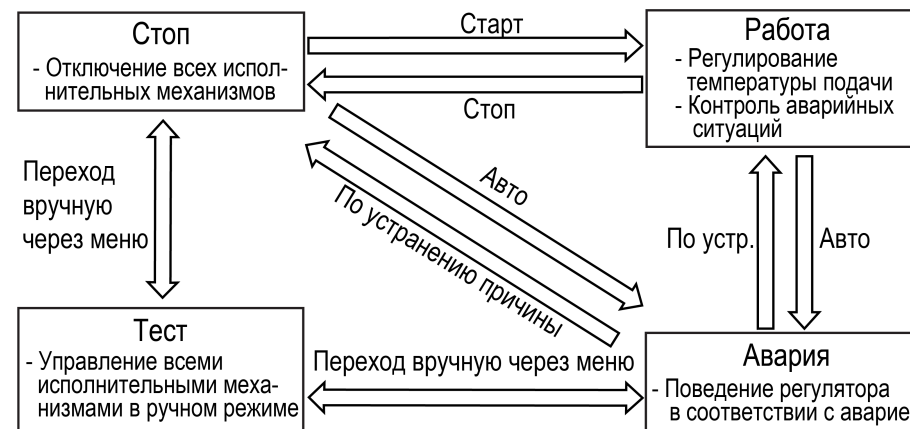 Стоп
- Отключение всех испол-
нительных механизмов
Старт
Стоп
Работа
- Регулирование
температуры подачи
- Контроль аварийных
ситуаций
Переход
вручную
через меню
Авто
По устранению причины
По устр.
Авто
Тест
- Управление всеми
исполнительными меха-
низмами в ручном режиме
Переход вручную через меню
Авария
- Поведение регулятора
в соответствии с аварие